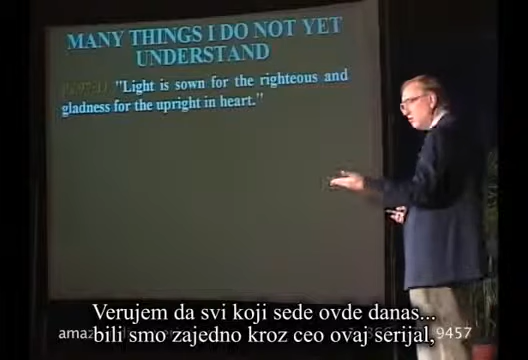 MANY THINGS I DO NOT YET
UNDERSTAND
"Light is sown for the righteous and
gladness for the upright in heart."
Verujem da svi koji sede ovde danas...
bili smo zajedno kroz ceo ovaj serijal,
9457